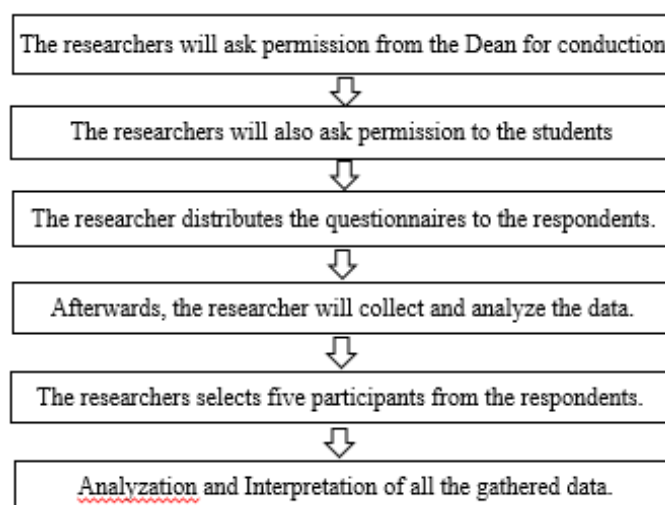 The researchers will ask permission from the Dean for conduction
The researchers will also ask permission to the students
The researcher distributes the questionnaires to the respondents.
Afterwards, the researcher will collect and analyze the data.
The researchers selects five participants from the respondents.
Analyzation and Interpretation of all the gathered data.